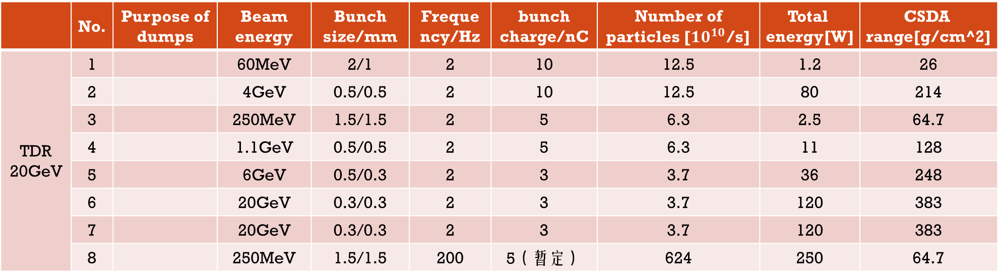 No. Purpose of dumps Beam energy Bunch size/mm Freque ncy/Hz bunch charge/nC Number of particles [10¹⁰/s] Total energy[W] CSDA range[g/cm^2]
TDR 20GeV
1 60MeV 2/1 2 10 12.5 1.2 26
2 4GeV 0.5/0.5 2 10 12.5 80 214
3 250MeV 1.5/1.5 2 5 6.3 2.5 64.7
4 1.1GeV 0.5/0.5 2 5 6.3 11 128
5 6GeV 0.5/0.3 2 3 3.7 36 248
6 20GeV 0.3/0.3 2 3 3.7 120 383
7 20GeV 0.3/0.3 2 3 3.7 120 383
8 250MeV 1.5/1.5 200 5（暂定） 624 250 64.7